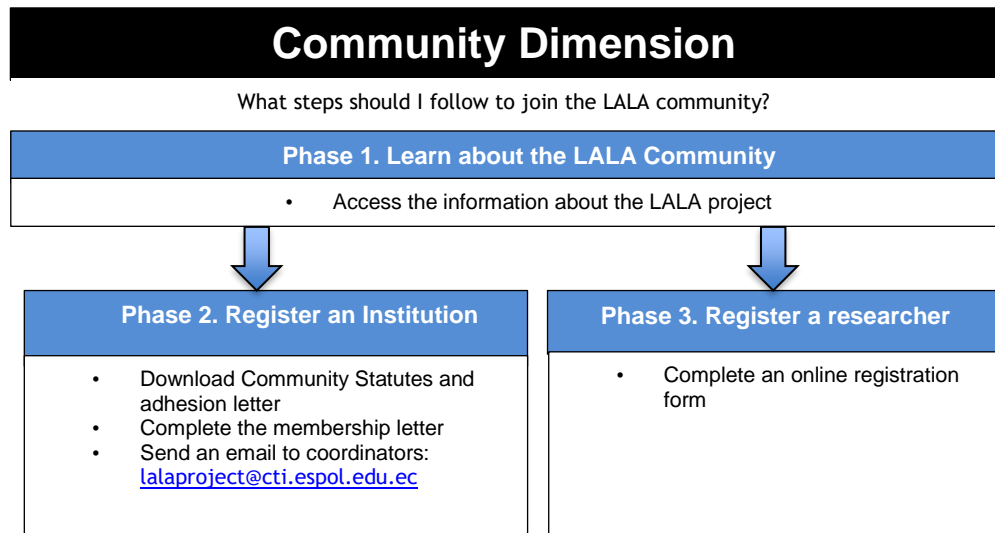 Community Dimension
What steps should I follow to join the LALA community?
Phase 1. Learn about the LALA Community
• Access the information about the LALA project
Phase 2. Register an Institution
• Download Community Statutes and
adhesion letter
• Complete the membership letter
• Send an email to coordinators:
lalaproject@cti.espol.edu.ec
Phase 3. Register a researcher
• Complete an online registration
form